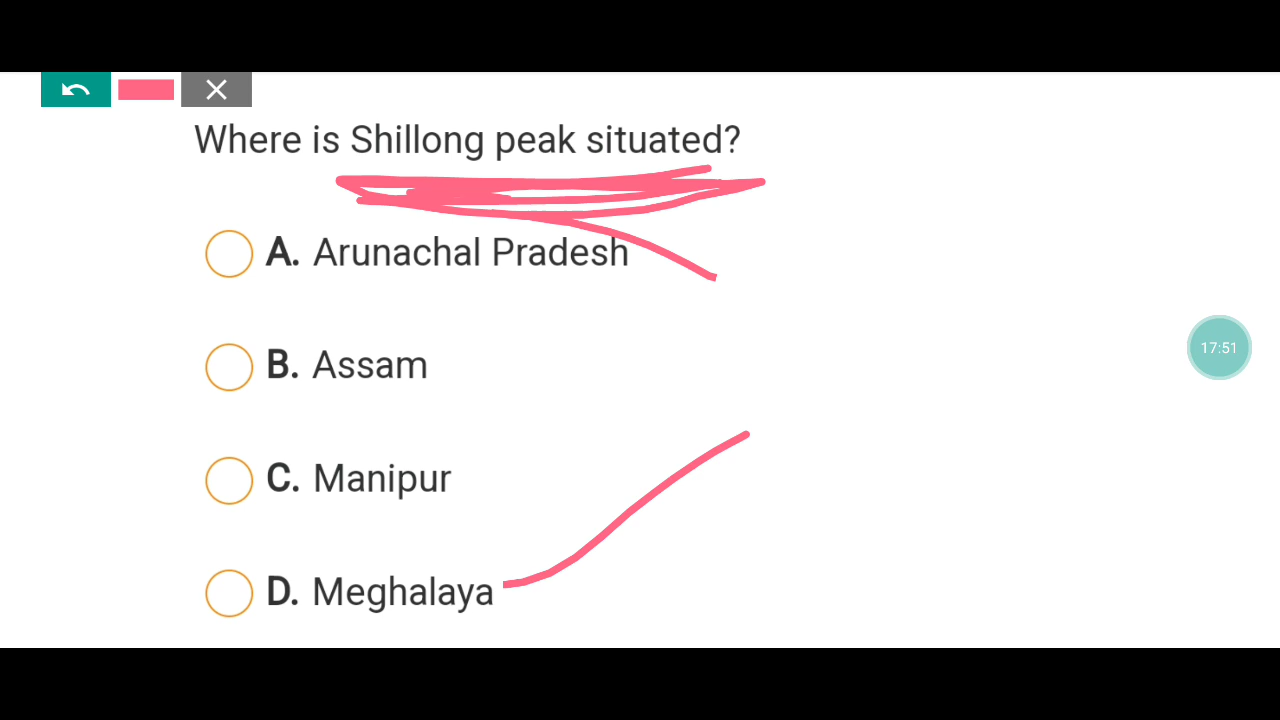 Where is Shillong peak situated?
A. Arunachal Pradesh
B. Assam
17:51
C. Manipur
D. Meghalaya